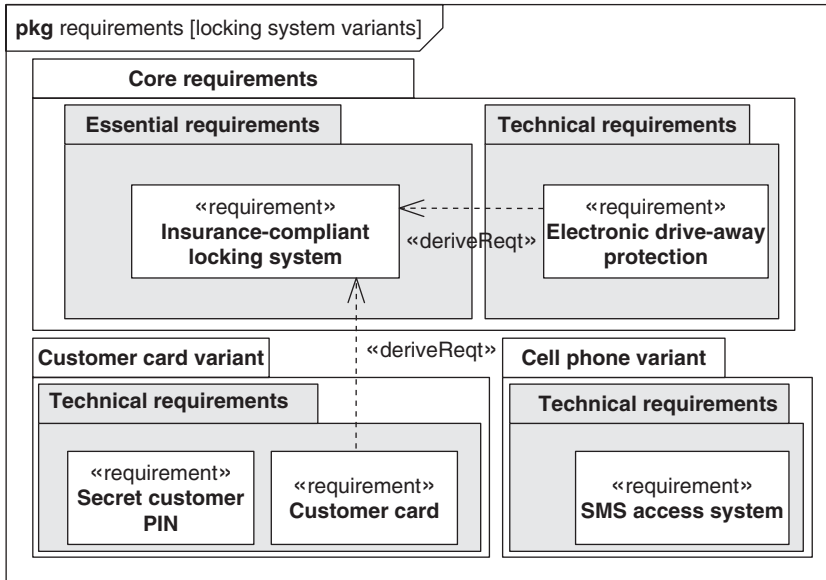 pkg requirements [locking system variants]
Core requirements
Essential requirements
Technical requirements
«requirement»
Insurance-compliant
locking system
«deriveReqt»
«requirement»
Electronic drive-away
protection
«deriveReqt»
Customer card variant
Technical requirements
«requirement»
Secret customer
PIN
«requirement»
Customer card
Cell phone variant
Technical requirements
«requirement»
SMS access system